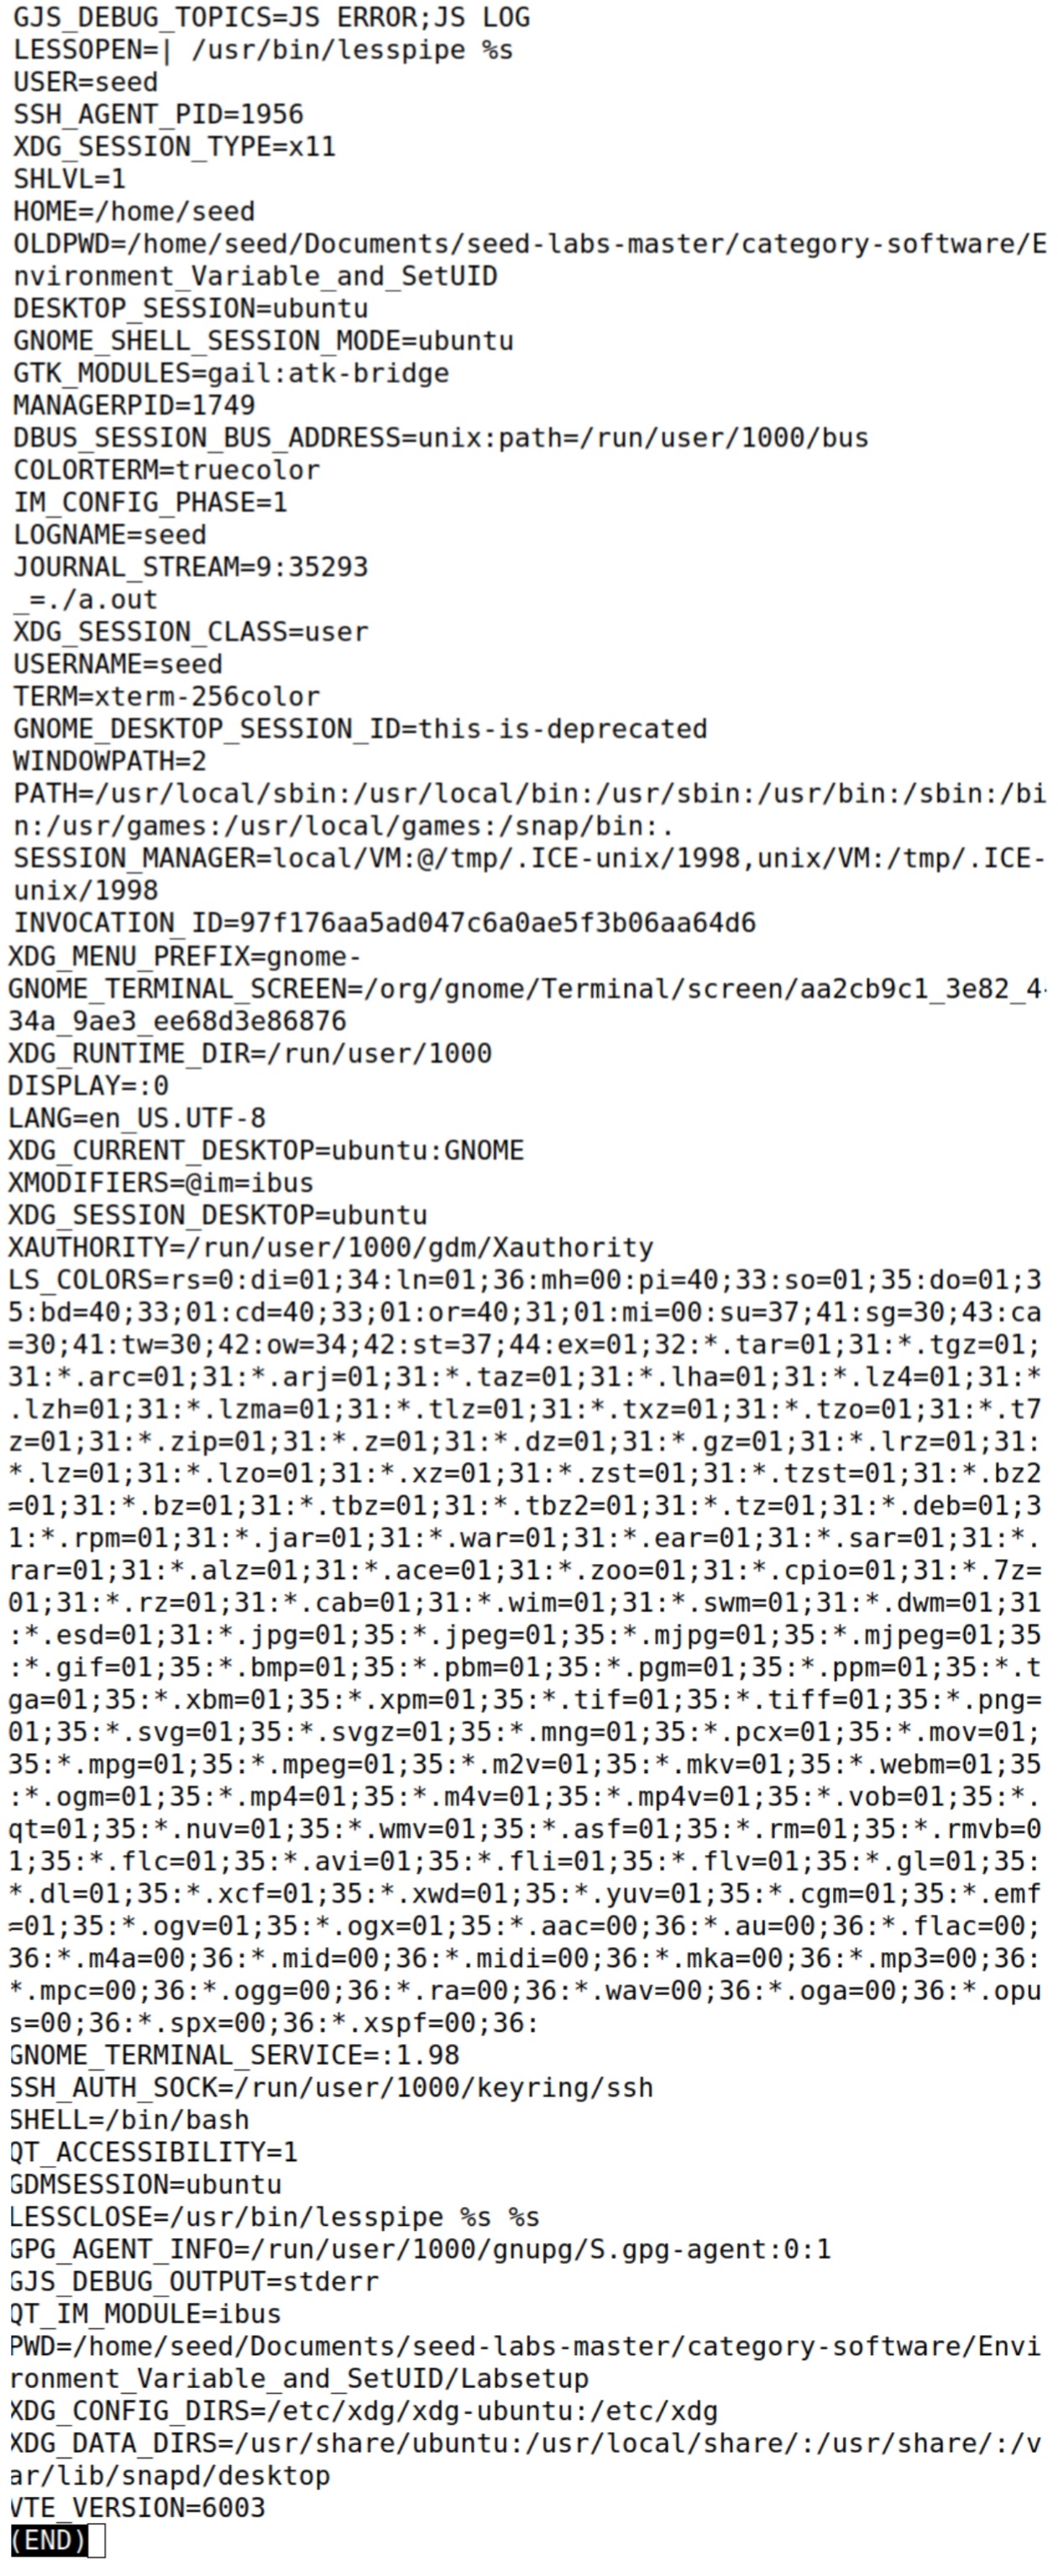 GJS_DEBUG_TOPICS=JS ERROR;JS LOG
LESSOPEN=| /usr/bin/lesspipe %s
USER=seed
SSH_AGENT_PID=1956
XDG_SESSION_TYPE=x11
SHLVL=1
HOME=/home/seed
OLDPWD=/home/seed/Documents/seed-labs-master/category-software/E
nvironment_Variable_and_SetUID
DESKTOP_SESSION=ubuntu
GNOME_SHELL_SESSION_MODE=ubuntu
GTK_MODULES=gail:atk-bridge
MANAGERPID=1749
DBUS_SESSION_BUS_ADDRESS=unix:path=/run/user/1000/bus
COLORTERM=truecolor
IM_CONFIG_PHASE=1
LOGNAME=seed
JOURNAL_STREAM=9:35293
_=./a.out
XDG_SESSION_CLASS=user
USERNAME=seed
TERM=xterm-256color
GNOME_DESKTOP_SESSION_ID=this-is-deprecated
WINDOWPATH=2
PATH=/usr/local/sbin:/usr/local/bin:/usr/sbin:/usr/bin:/sbin:/bi
n:/usr/games:/usr/local/games:/snap/bin:.
SESSION_MANAGER=local/VM:@/tmp/.ICE-unix/1998,unix/VM:/tmp/.ICE-
unix/1998
INVOCATION_ID=97f176aa5ad047c6a0ae5f3b06aa64d6
XDG_MENU_PREFIX=gnome-
GNOME_TERMINAL_SCREEN=/org/gnome/Terminal/screen/aa2cb9c1_3e82_4
34a_9ae3_ee68d3e86876
XDG_RUNTIME_DIR=/run/user/1000
DISPLAY=:0
LANG=en_US.UTF-8
XDG_CURRENT_DESKTOP=ubuntu:GNOME
XMODIFIERS=@im=ibus
XDG_SESSION_DESKTOP=ubuntu
XAUTHORITY=/run/user/1000/gdm/Xauthority
LS_COLORS=rs=0:di=01;34:ln=01;36:mh=00:pi=40;33:so=01;35:do=01;3
5:bd=40;33;01:cd=40;33;01:or=40;31;01:mi=00:su=37;41:sg=30;43:ca
=30;41:tw=30;42:ow=34;42:st=37;44:ex=01;32:*.tar=01;31:*.tgz=01;
31:*.arc=01;31:*.arj=01;31:*.taz=01;31:*.lha=01;31:*.lz4=01;31:*
.lzh=01;31:*.lzma=01;31:*.tlz=01;31:*.txz=01;31:*.tzo=01;31:*.t7
z=01;31:*.zip=01;31:*.z=01;31:*.dz=01;31:*.gz=01;31:*.lrz=01;31:
*.lz=01;31:*.lzo=01;31:*.xz=01;31:*.zst=01;31:*.tzst=01;31:*.bz2
=01;31:*.bz=01;31:*.tbz=01;31:*.tbz2=01;31:*.tz=01;31:*.deb=01;3
1:*.rpm=01;31:*.jar=01;31:*.war=01;31:*.ear=01;31:*.sar=01;31:*.
rar=01;31:*.alz=01;31:*.ace=01;31:*.zoo=01;31:*.cpio=01;31:*.7z=
01;31:*.rz=01;31:*.cab=01;31:*.wim=01;31:*.swm=01;31:*.dwm=01;31
:*.esd=01;31:*.jpg=01;35:*.jpeg=01;35:*.mjpg=01;35:*.mjpeg=01;35
:*.gif=01;35:*.bmp=01;35:*.pbm=01;35:*.pgm=01;35:*.ppm=01;35:*.t
ga=01;35:*.xbm=01;35:*.xpm=01;35:*.tif=01;35:*.tiff=01;35:*.png=
01;35:*.svg=01;35:*.svgz=01;35:*.mng=01;35:*.pcx=01;35:*.mov=01;
35:*.mpg=01;35:*.mpeg=01;35:*.m2v=01;35:*.mkv=01;35:*.webm=01;35
:*.ogm=01;35:*.mp4=01;35:*.m4v=01;35:*.mp4v=01;35:*.vob=01;35:*.
qt=01;35:*.nuv=01;35:*.wmv=01;35:*.asf=01;35:*.rm=01;35:*.rmvb=0
1;35:*.flc=01;35:*.avi=01;35:*.fli=01;35:*.flv=01;35:*.gl=01;35:
*.dl=01;35:*.xcf=01;35:*.xwd=01;35:*.yuv=01;35:*.cgm=01;35:*.emf
=01;35:*.ogv=01;35:*.ogx=01;35:*.aac=00;36:*.au=00;36:*.flac=00;
36:*.m4a=00;36:*.mid=00;36:*.midi=00;36:*.mka=00;36:*.mp3=00;36:
*.mpc=00;36:*.ogg=00;36:*.ra=00;36:*.wav=00;36:*.oga=00;36:*.opu
s=00;36:*.spx=00;36:*.xspf=00;36:
GNOME_TERMINAL_SERVICE=:1.98
SSH_AUTH_SOCK=/run/user/1000/keyring/ssh
SHELL=/bin/bash
QT_ACCESSIBILITY=1
GDMSESSION=ubuntu
LESSCLOSE=/usr/bin/lesspipe %s %s
GPG_AGENT_INFO=/run/user/1000/gnupg/S.gpg-agent:0:1
GJS_DEBUG_OUTPUT=stderr
QT_IM_MODULE=ibus
PWD=/home/seed/Documents/seed-labs-master/category-software/Envi
ronment_Variable_and_SetUID/Labsetup
XDG_CONFIG_DIRS=/etc/xdg/xdg-ubuntu:/etc/xdg
XDG_DATA_DIRS=/usr/share/ubuntu:/usr/local/share/:/usr/share/:/v
ar/lib/snapd/desktop
VTE_VERSION=6003
(END)